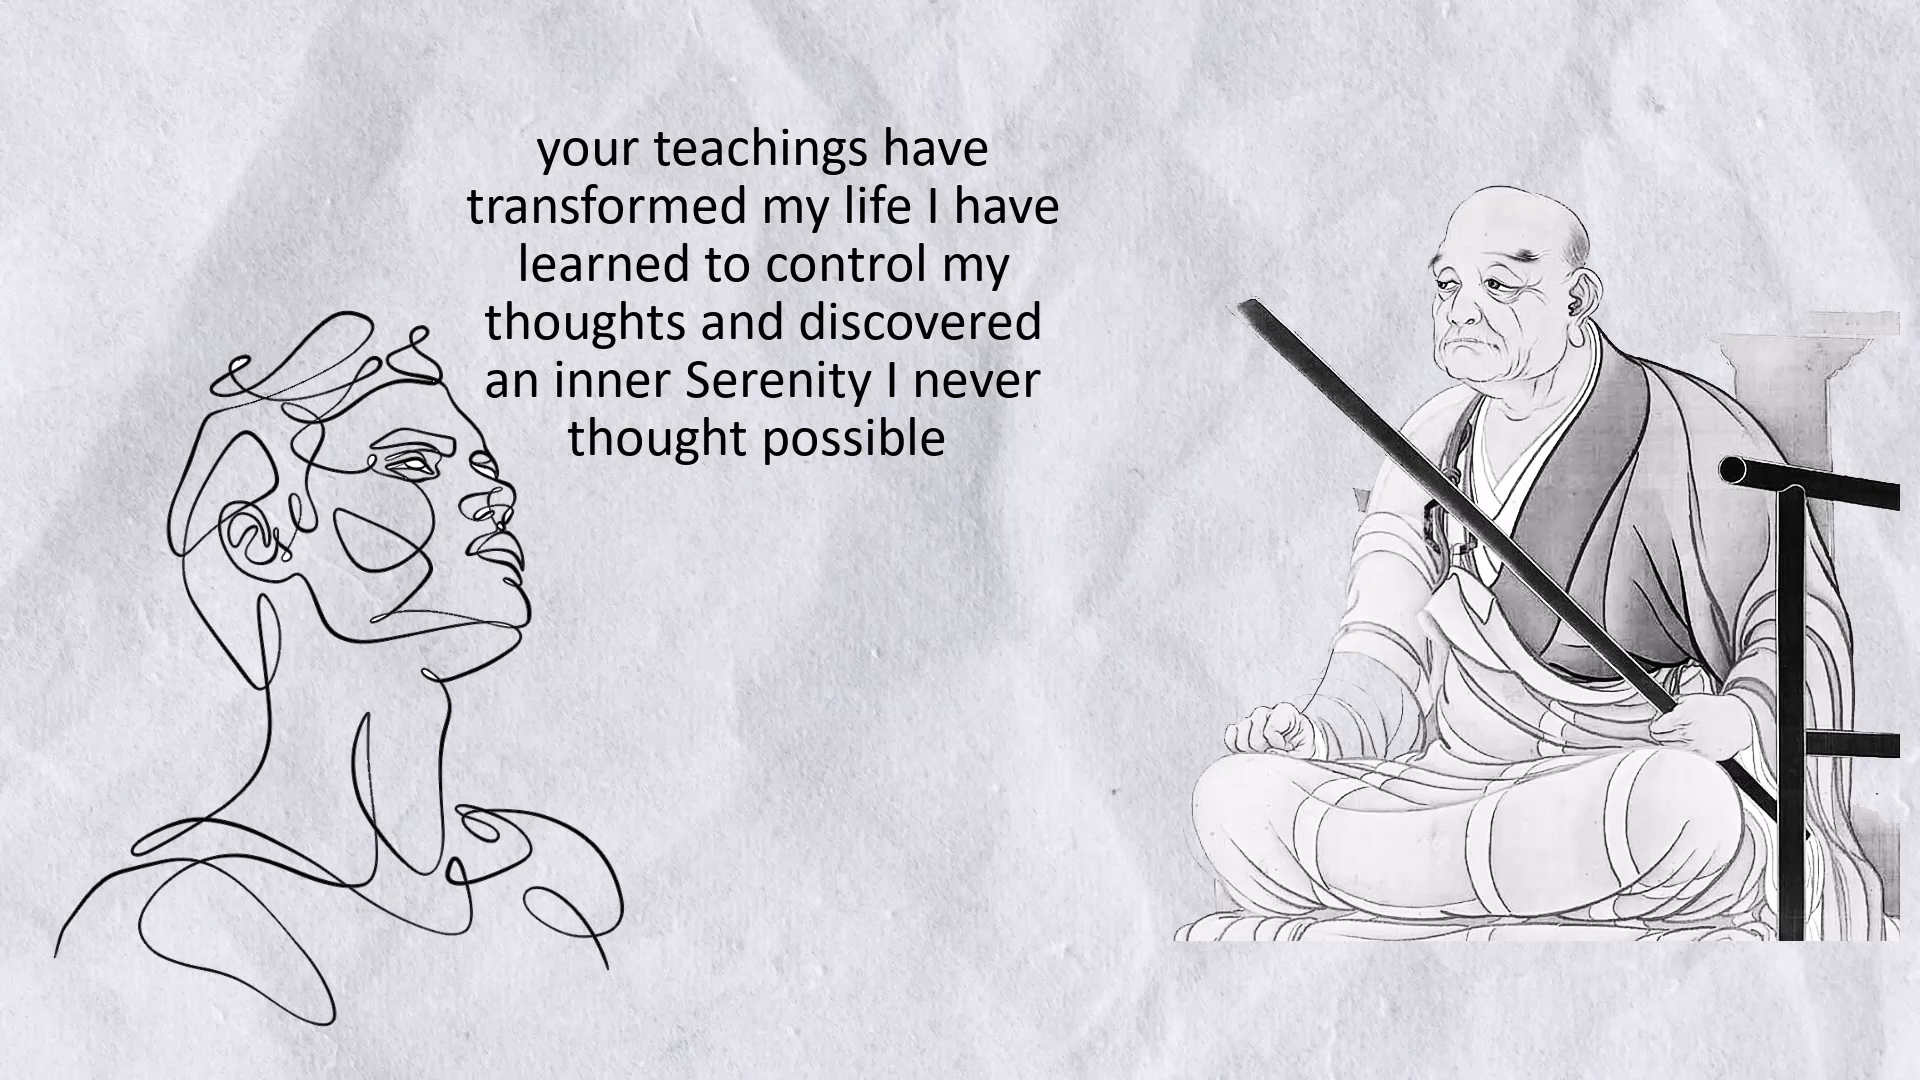 your teachings have
transformed my life I have
learned to control my
thoughts and discovered
an inner Serenity I never
thought possible